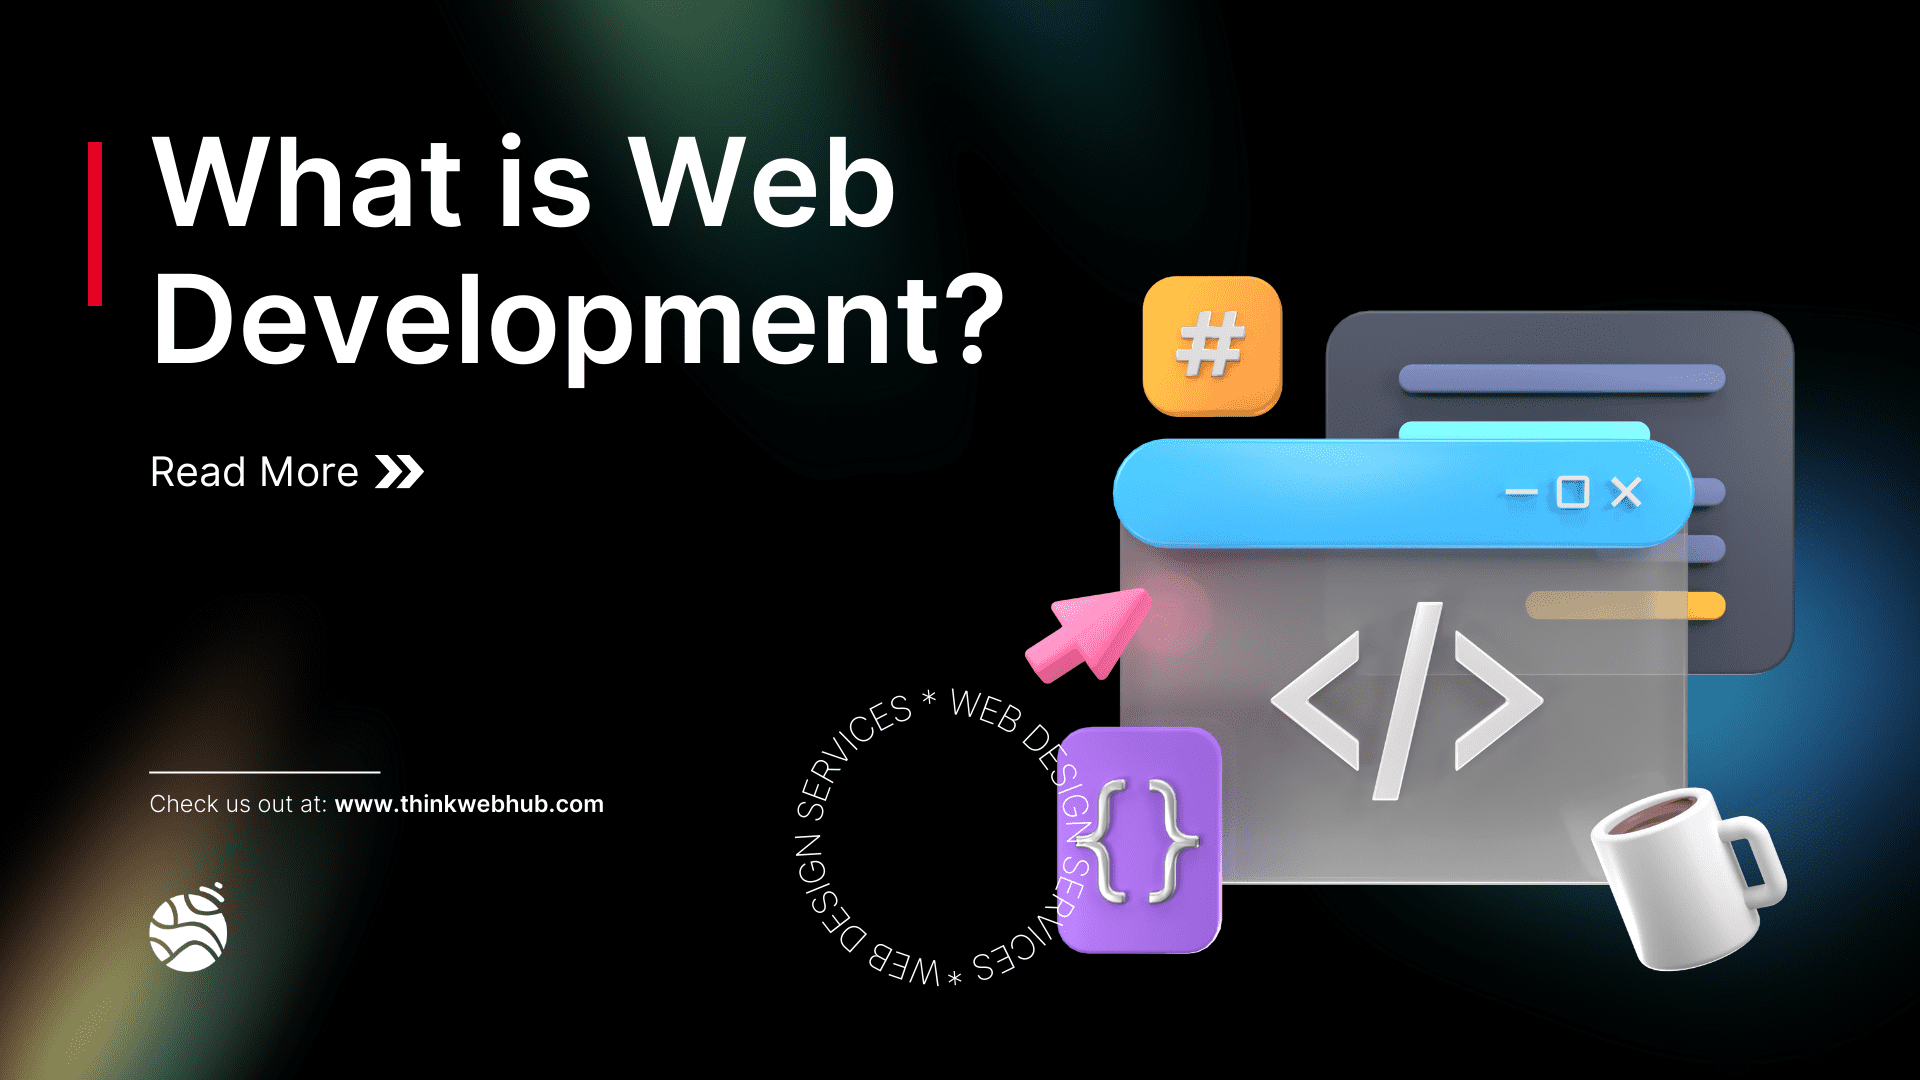 What is Web
Development?
Read More
Check us out at: www.thinkwebhub.com
#
</>
{}
WEB DESIGN SERVICES * WEB DESIGN SERVICES *